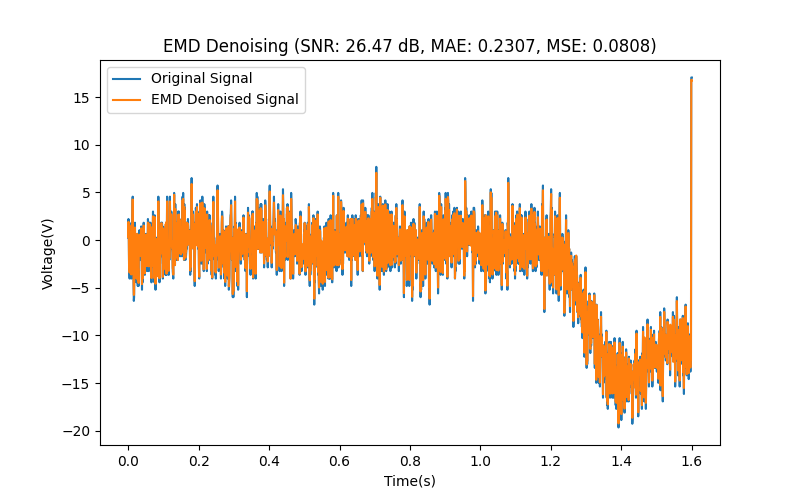 EMD Denoising (SNR: 26.47 dB, MAE: 0.2307, MSE: 0.0808)
Original Signal
EMD Denoised Signal
Voltage(V)
15
10
5
0
−5
−10
−15
−20
0.0 0.2 0.4 0.6 0.8 1.0 1.2 1.4 1.6
Time(s)